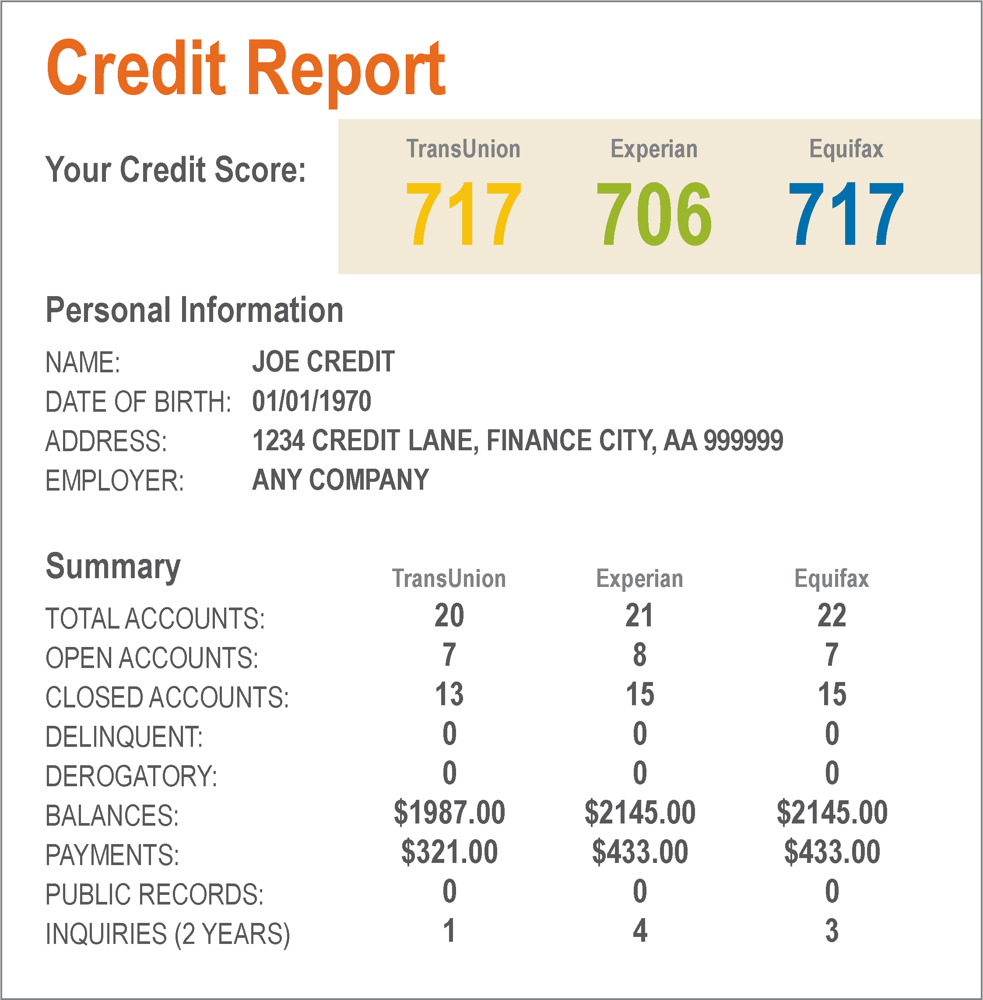 Credit Report
TransUnion Experian Equifax
Your Credit Score:
717 706 717
Personal Information
NAME: JOE CREDIT
DATE OF BIRTH: 01/01/1970
ADDRESS: 1234 CREDIT LANE, FINANCE CITY, AA 999999
EMPLOYER: ANY COMPANY
Summary
TransUnion Experian Equifax
TOTAL ACCOUNTS: 20 21 22
OPEN ACCOUNTS: 7 8 7
CLOSED ACCOUNTS: 13 15 15
DELINQUENT: 0 0 0
DEROGATORY: 0 0 0
BALANCES: $1987.00 $2145.00 $2145.00
PAYMENTS: $321.00 $433.00 $433.00
PUBLIC RECORDS: 0 0 0
INQUIRIES (2 YEARS) 1 4 3